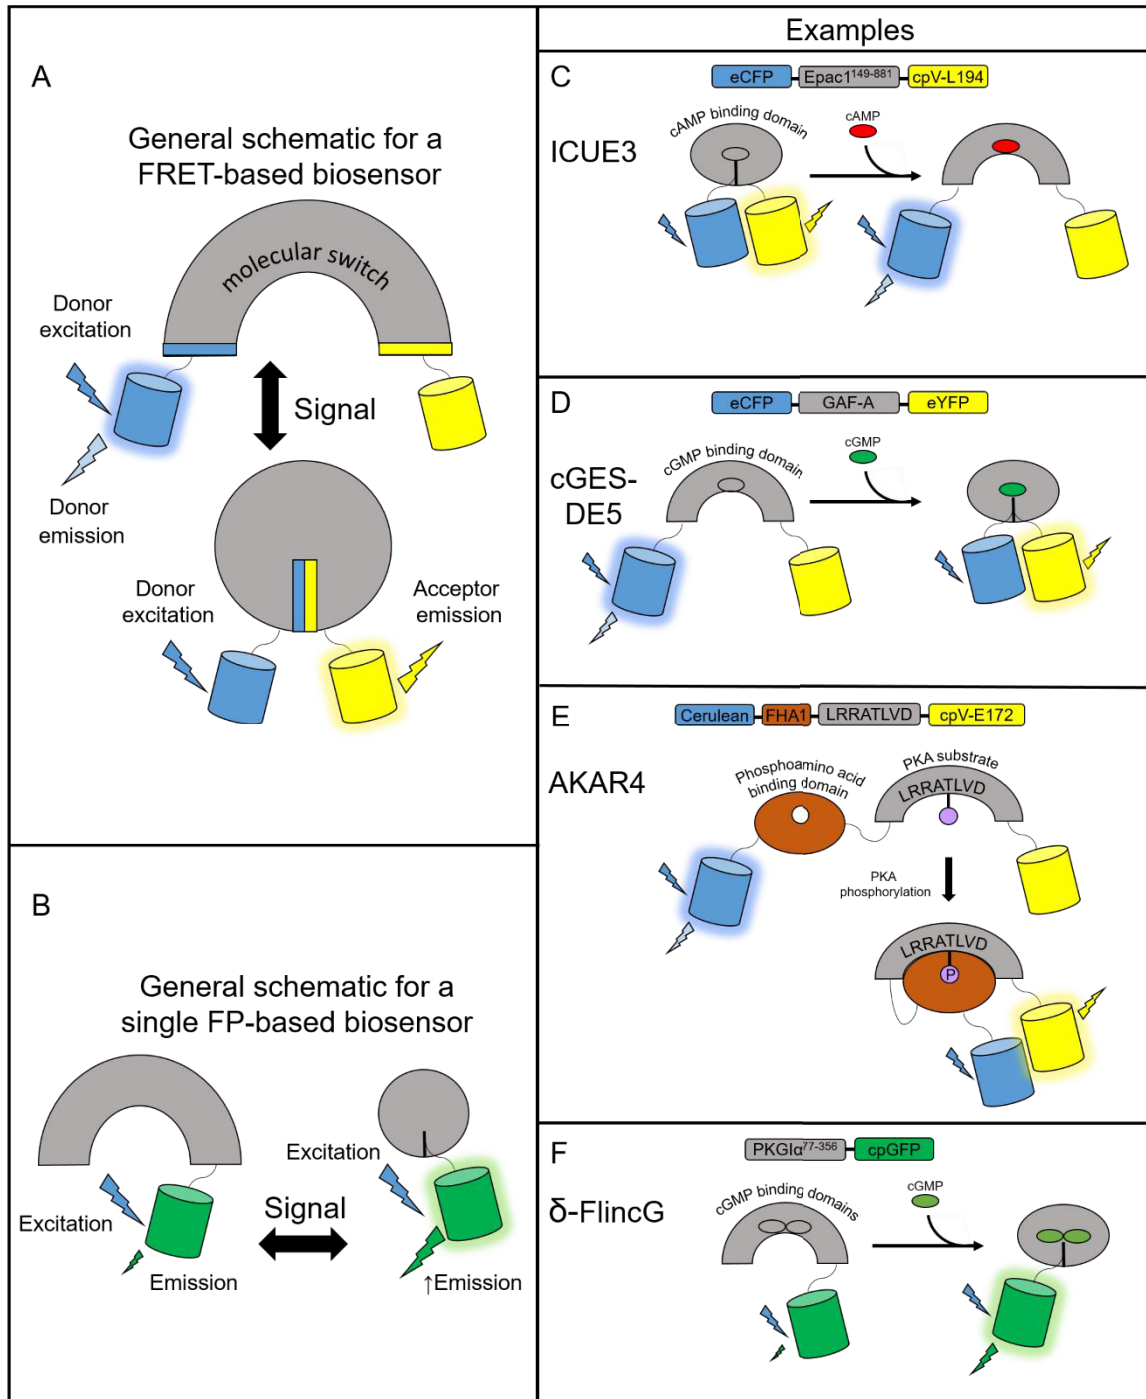 A
General schematic for a
FRET-based biosensor
molecular switch
Donor
excitation
Signal
Donor
emission
Donor
excitation
Acceptor
emission
B
General schematic for a
single FP-based biosensor
Excitation
Signal
Excitation
Emission
↑Emission
Examples
C
eCFP
Epac1¹⁴⁹⁻⁸⁸¹
cpV-L194
ICUE3
cAMP binding domain
cAMP
D
eCFP
GAF-A
eYFP
cGES-
DE5
cGMP binding domain
cGMP
E
Cerulean
FHA1
LRRATLVD
cpV-E172
AKAR4
Phosphoamino acid
binding domain
PKA substrate
LRRATLVD
PKA
phosphorylation
LRRATLVD
P
F
PKGIα⁷⁷⁻³⁵⁶
cpGFP
δ-FlincG
cGMP binding domains
cGMP